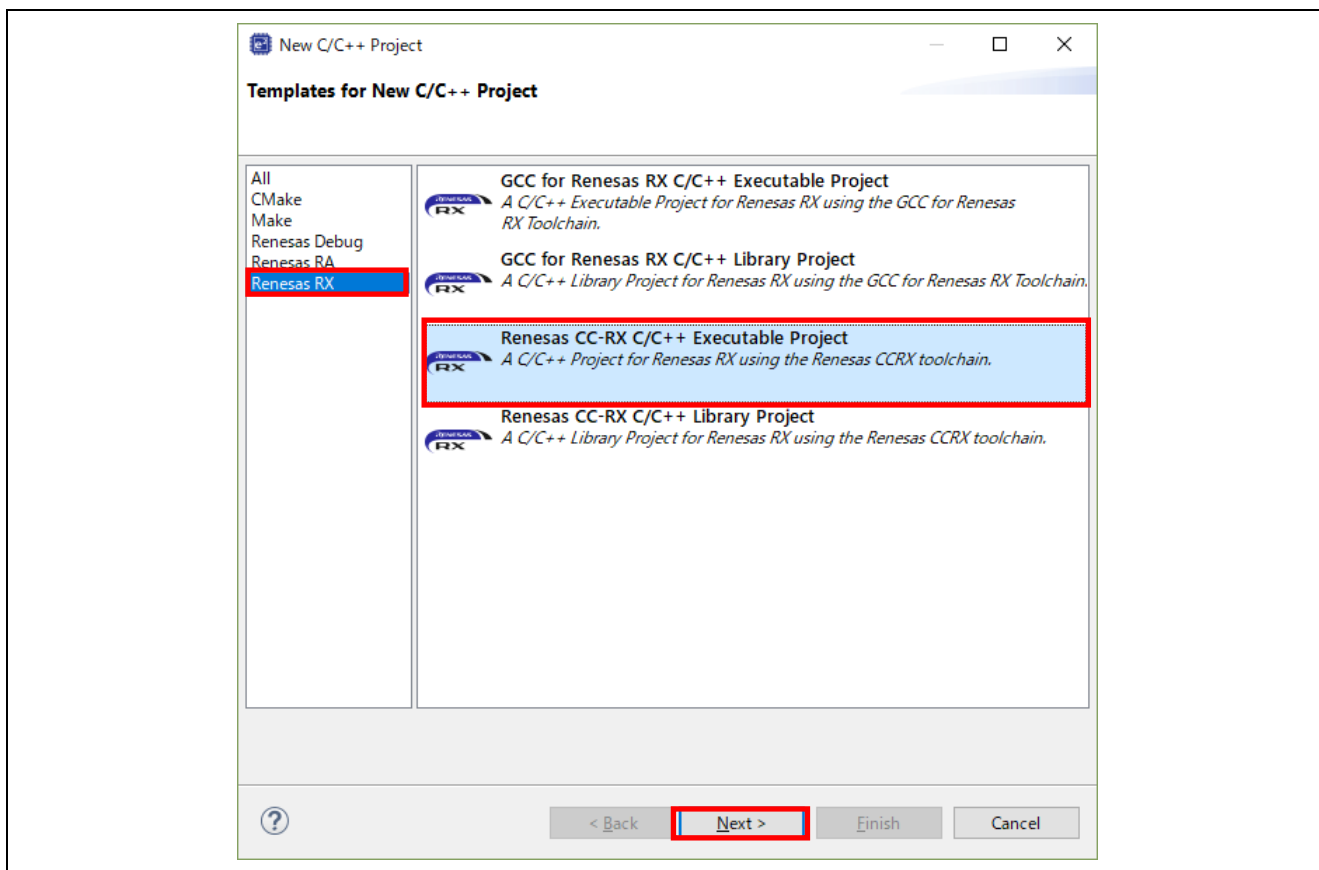 New C/C++ Project
Templates for New C/C++ Project
All
CMake
Make
Renesas Debug
Renesas RA
Renesas RX
GCC for Renesas RX C/C++ Executable Project
A C/C++ Executable Project for Renesas RX using the GCC for Renesas
RX Toolchain.
GCC for Renesas RX C/C++ Library Project
A C/C++ Library Project for Renesas RX using the GCC for Renesas RX Toolchain.
Renesas CC-RX C/C++ Executable Project
A C/C++ Project for Renesas RX using the Renesas CCRX toolchain.
Renesas CC-RX C/C++ Library Project
A C/C++ Library Project for Renesas RX using the Renesas CCRX toolchain.
RENESAS
RX
RENESAS
RX
RENESAS
RX
RENESAS
RX
? < Back Next > Finish Cancel